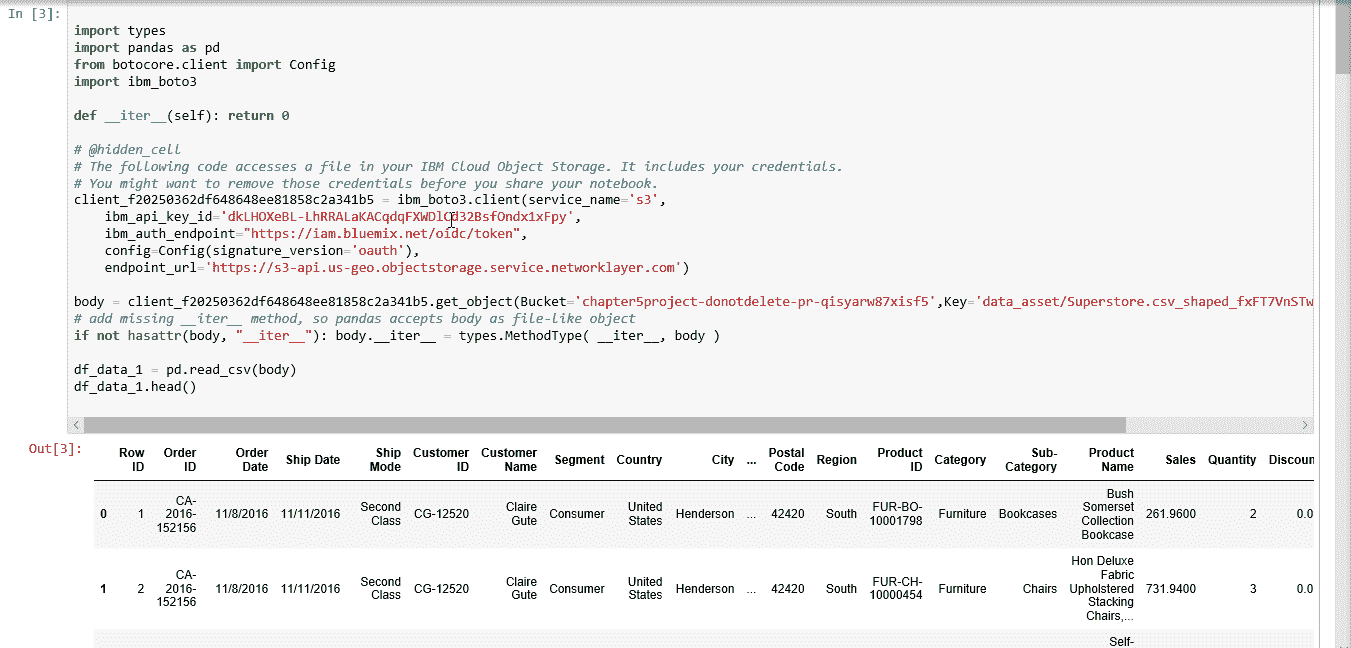 In [3]:
import types
import pandas as pd
from botocore.client import Config
import ibm_boto3
def __iter__(self): return 0
# @hidden_cell
# The following code accesses a file in your IBM Cloud Object Storage. It includes your credentials.
# You might want to remove those credentials before you share your notebook.
client_f20250362df648648ee81858c2a341b5 = ibm_boto3.client(service_name='s3',
    ibm_api_key_id='dkLHOXeBL-LhRRALaKACqdqFXWDlCd32BsfOndx1xFpy',
    ibm_auth_endpoint="https://iam.bluemix.net/oidc/token",
    config=Config(signature_version='oauth'),
    endpoint_url='https://s3-api.us-geo.objectstorage.service.networklayer.com')
body = client_f20250362df648648ee81858c2a341b5.get_object(Bucket='chapter5project-donotdelete-pr-qisyarw87xisf5',Key='data_asset/Superstore.csv_shaped_fxFT7VnSTw
# add missing __iter__ method, so pandas accepts body as file-like object
if not hasattr(body, "__iter__"): body.__iter__ = types.MethodType( __iter__, body )
df_data_1 = pd.read_csv(body)
df_data_1.head()
Out[3]:
Row ID Order ID Order Date Ship Date Ship Mode Customer ID Customer Name Segment Country City ... Postal Code Region Product ID Category Sub-Category Product Name Sales Quantity Discoun
0 1 CA-2016-152156 11/8/2016 11/11/2016 Second Class CG-12520 Claire Gute Consumer United States Henderson ... 42420 South FUR-BO-10001798 Furniture Bookcases Bush Somerset Collection Bookcase 261.9600 2 0.0
1 2 CA-2016-152156 11/8/2016 11/11/2016 Second Class CG-12520 Claire Gute Consumer United States Henderson ... 42420 South FUR-CH-10000454 Furniture Chairs Hon Deluxe Fabric Upholstered Stacking Chairs,... 731.9400 3 0.0
Self-